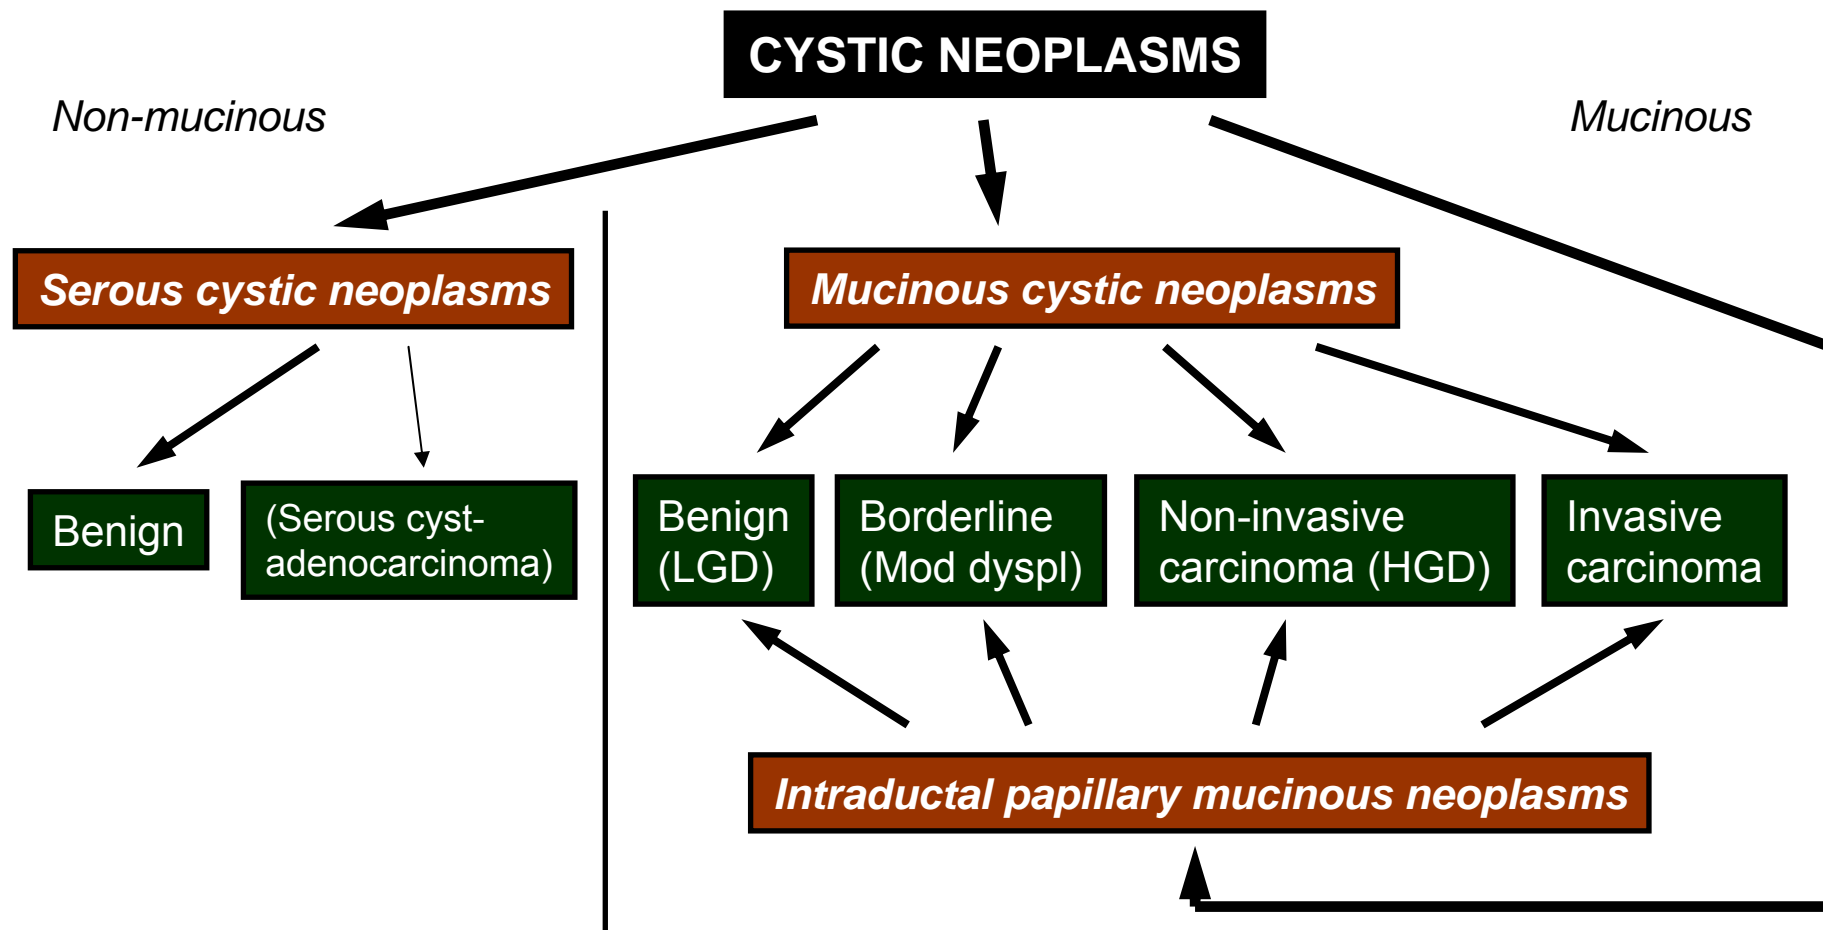 CYSTIC NEOPLASMS
Non-mucinous
Mucinous
Serous cystic neoplasms
Mucinous cystic neoplasms
Benign
(Serous cyst-
adenocarcinoma)
Benign
(LGD)
Borderline
(Mod dyspl)
Non-invasive
carcinoma (HGD)
Invasive
carcinoma
Intraductal papillary mucinous neoplasms